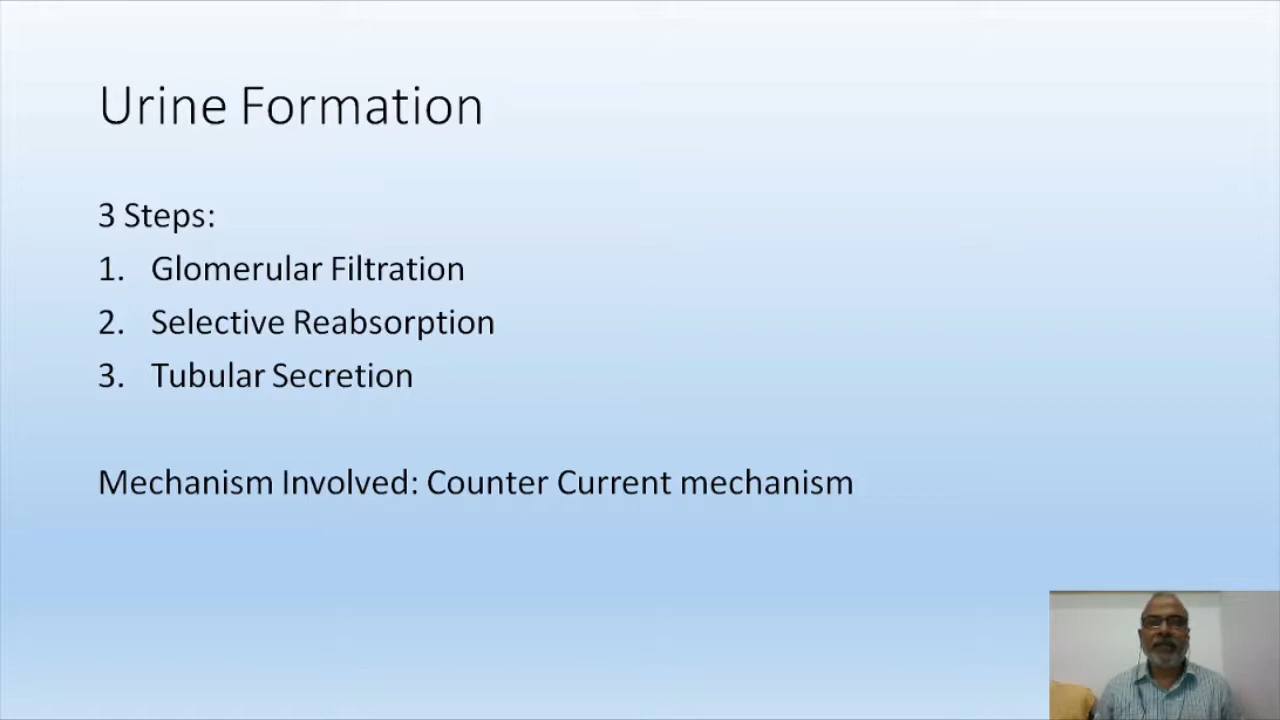 Urine Formation
3 Steps:
1. Glomerular Filtration
2. Selective Reabsorption
3. Tubular Secretion
Mechanism Involved: Counter Current mechanism